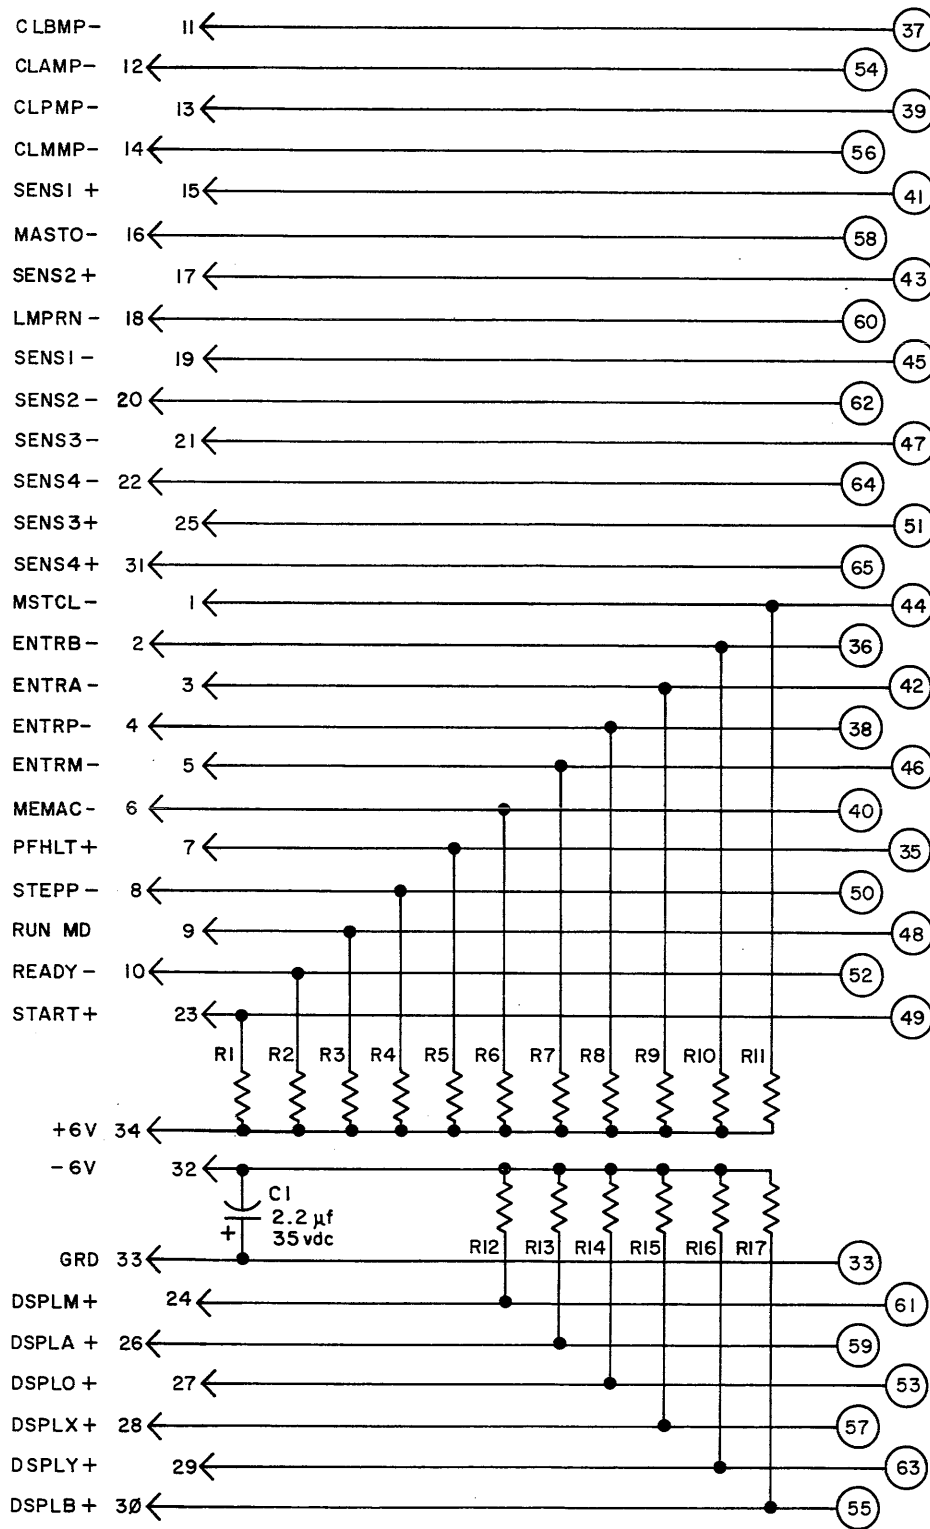 CLBMP- 11 37
CLAMP- 12 54
CLPMP- 13 39
CLMMP- 14 56
SENS1 + 15 41
MASTO- 16 58
SENS2+ 17 43
LMPRN - 18 60
SENS1- 19 45
SENS2- 20 62
SENS3- 21 47
SENS4- 22 64
SENS3+ 25 51
SENS4+ 31 65
MSTCL- 1 44
ENTRB- 2 36
ENTRA- 3 42
ENTRP- 4 38
ENTRM- 5 46
MEMAC- 6 40
PFHLT+ 7 35
STEPP- 8 50
RUN MD 9 48
READY- 10 52
START+ 23 49
R1 R2 R3 R4 R5 R6 R7 R8 R9 R10 R11
+6V 34
-6V 32
C1
2.2 µf
+ 35 vdc
R12 R13 R14 R15 R16 R17
GRD 33 33
DSPLM+ 24 61
DSPLA + 26 59
DSPLO + 27 53
DSPLX+ 28 57
DSPLY+ 29 63
DSPLB + 3Ø 55